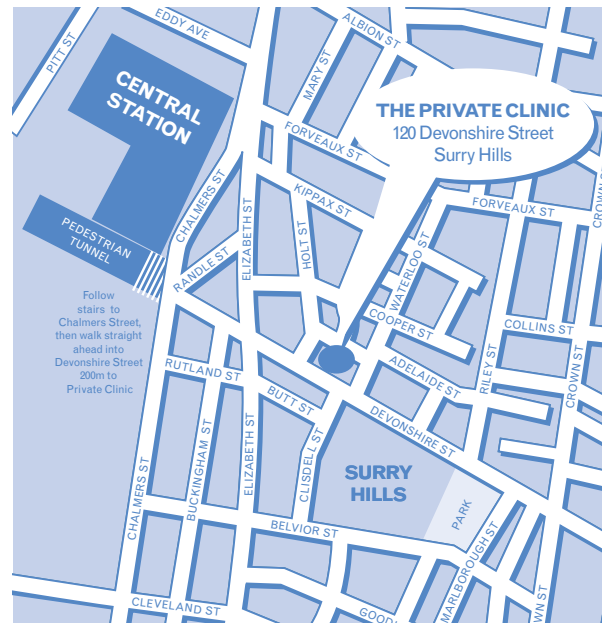 EDDY AVE
ALBION ST
PITT ST
MARY ST
CENTRAL
STATION
THE PRIVATE CLINIC
120 Devonshire Street
Surry Hills
FORVEAUX ST
KIPPAX ST
FORVEAUX ST
CROWN
CHALMERS ST
PEDESTRIAN
TUNNEL
ELIZABETH ST
HOLT ST
RANDLE ST
WATERLOO ST
Follow
stairs to
Chalmers Street,
then walk straight
ahead into
Devonshire Street
200m to
Private Clinic
COOPER ST
COLLINS ST
RUTLAND ST
ADELAIDE ST
RILEY ST
CROWN ST
BUTT ST
DEVONSHIRE ST
BUCKINGHAM ST
ELIZABETH ST
CLISDELL ST
SURRY
HILLS
PARK
CHALMERS ST
BELVIOR ST
MARLBOROUGH ST
CLEVELAND ST
GOOD
WN ST